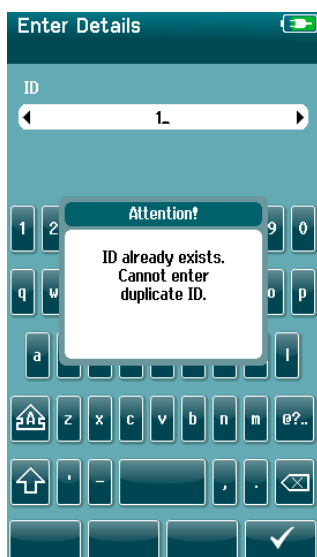 Enter Details
ID
1_
Attention!
ID already exists.
Cannot enter
duplicate ID.
1 2 9 0
q w o p
a l
A z x c v b n m @?..
' - , .